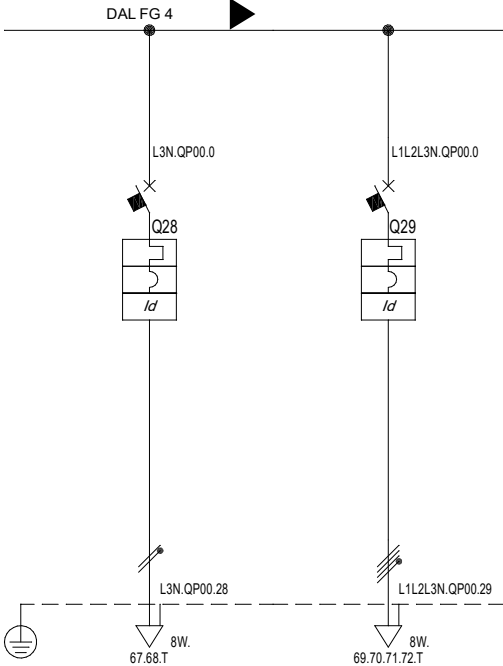 DAL FG 4
L3N.QP00.0
L1L2L3N.QP00.0
Q28
Q29
Id
Id
L3N.QP00.28
L1L2L3N.QP00.29
8W.
67.68.T
8W.
69.70.71.72.T